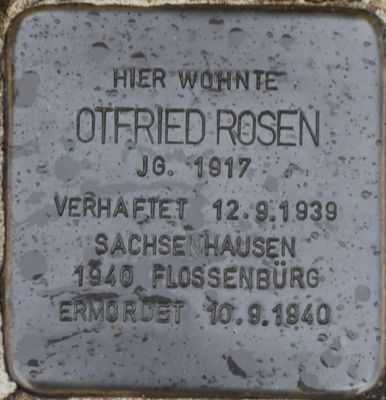 HIER WOHNTE
OTFRIED ROSEN
JG. 1917
VERHAFTET 12.9.1939
SACHSENHAUSEN
1940 FLOSSENBÜRG
ERMORDET 10.9.1940